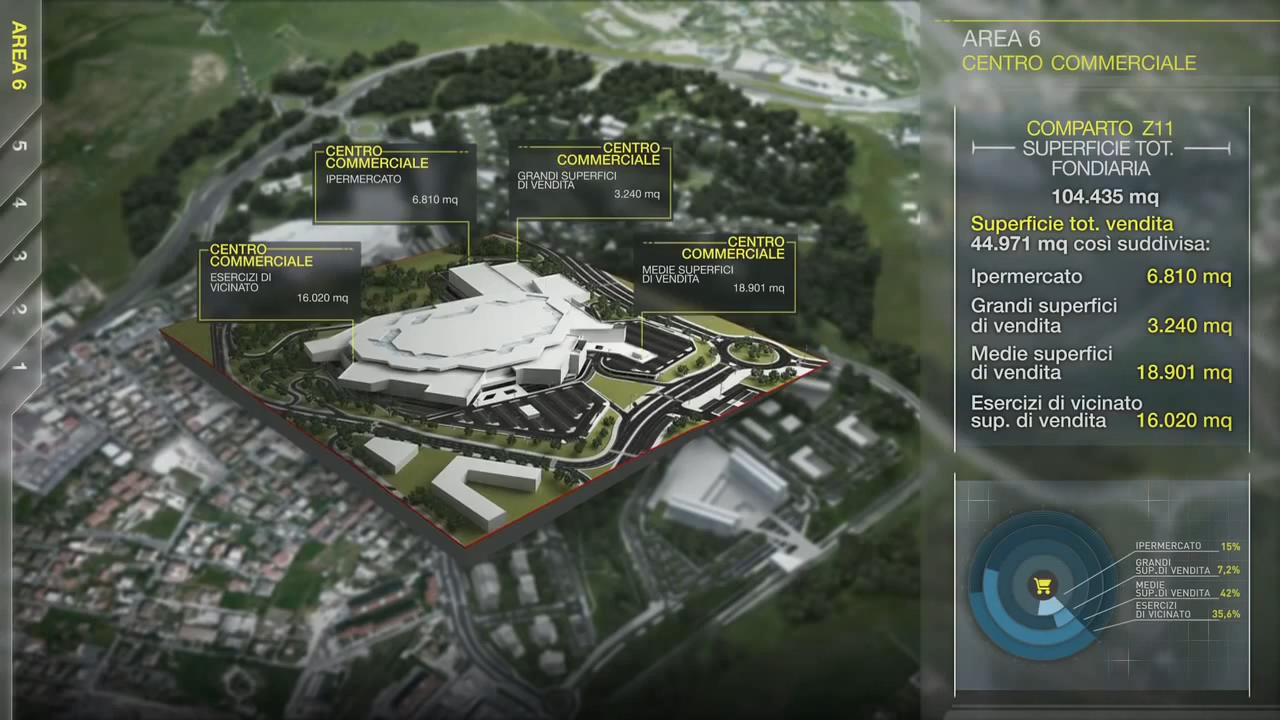 AREA 6
5
4
3
2
1
CENTRO
COMMERCIALE
IPERMERCATO
6.810 mq
CENTRO
COMMERCIALE
GRANDI SUPERFICI
DI VENDITA
3.240 mq
CENTRO
COMMERCIALE
ESERCIZI DI
VICINATO
16.020 mq
CENTRO
COMMERCIALE
MEDIE SUPERFICI
DI VENDITA
18.901 mq
AREA 6
CENTRO COMMERCIALE
COMPARTO Z11
SUPERFICIE TOT.
FONDIARIA
104.435 mq
Superficie tot. vendita
44.971 mq così suddivisa:
Ipermercato 6.810 mq
Grandi superfici
di vendita 3.240 mq
Medie superfici
di vendita 18.901 mq
Esercizi di vicinato
sup. di vendita 16.020 mq
IPERMERCATO 15%
GRANDI
SUP.DI VENDITA 7,2%
MEDIE
SUP.DI VENDITA 42%
ESERCIZI
DI VICINATO 35,6%